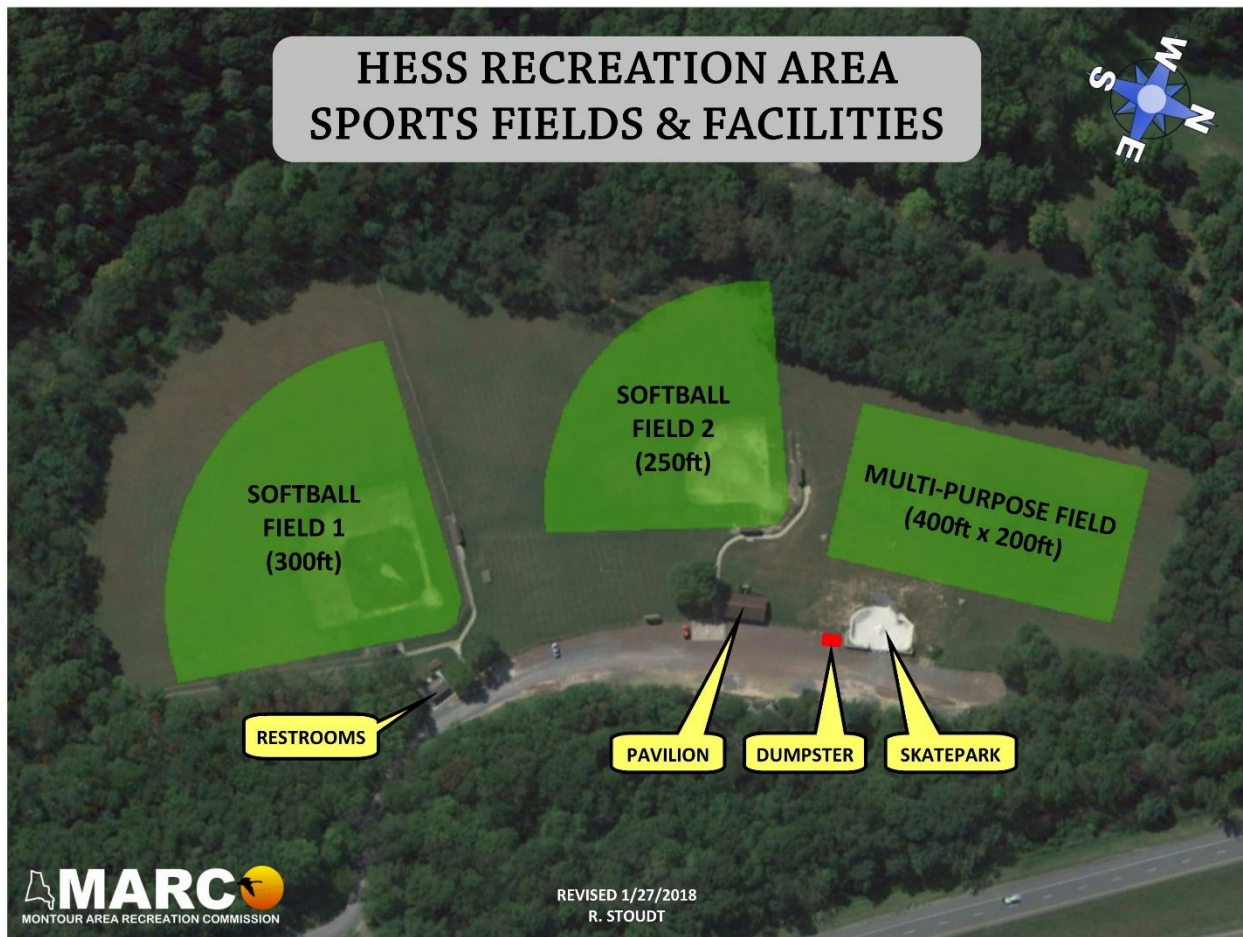 HESS RECREATION AREA
SPORTS FIELDS & FACILITIES
W
S
N
E
SOFTBALL
FIELD 1
(300ft)
SOFTBALL
FIELD 2
(250ft)
MULTI-PURPOSE FIELD
(400ft x 200ft)
RESTROOMS
PAVILION
DUMPSTER
SKATEPARK
MARC
MONTOUR AREA RECREATION COMMISSION
REVISED 1/27/2018
R. STOUDT